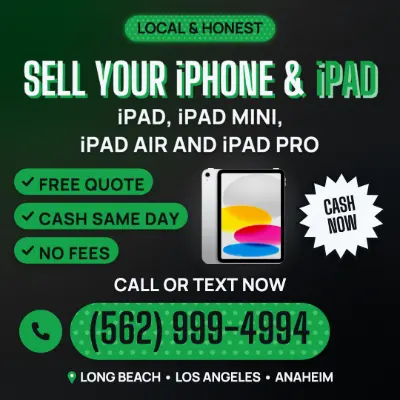 LOCAL & HONEST
SELL YOUR iPHONE & iPAD
iPAD, iPAD MINI,
iPAD AIR AND iPAD PRO
FREE QUOTE
CASH SAME DAY
NO FEES
CASH
NOW
CALL OR TEXT NOW
(562) 999-4994
LONG BEACH • LOS ANGELES • ANAHEIM